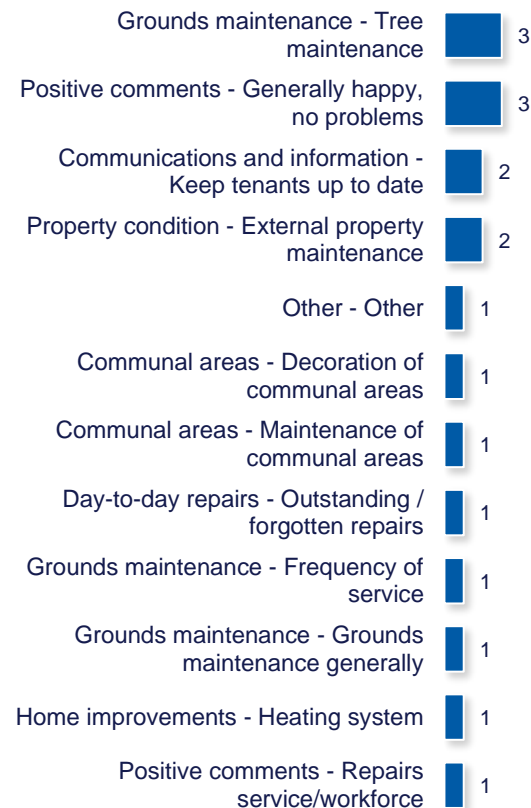 Grounds maintenance - Tree
maintenance
3
Positive comments - Generally happy,
no problems
3
Communications and information -
Keep tenants up to date
2
Property condition - External property
maintenance
2
Other - Other
1
Communal areas - Decoration of
communal areas
1
Communal areas - Maintenance of
communal areas
1
Day-to-day repairs - Outstanding /
forgotten repairs
1
Grounds maintenance - Frequency of
service
1
Grounds maintenance - Grounds
maintenance generally
1
Home improvements - Heating system
1
Positive comments - Repairs
service/workforce
1